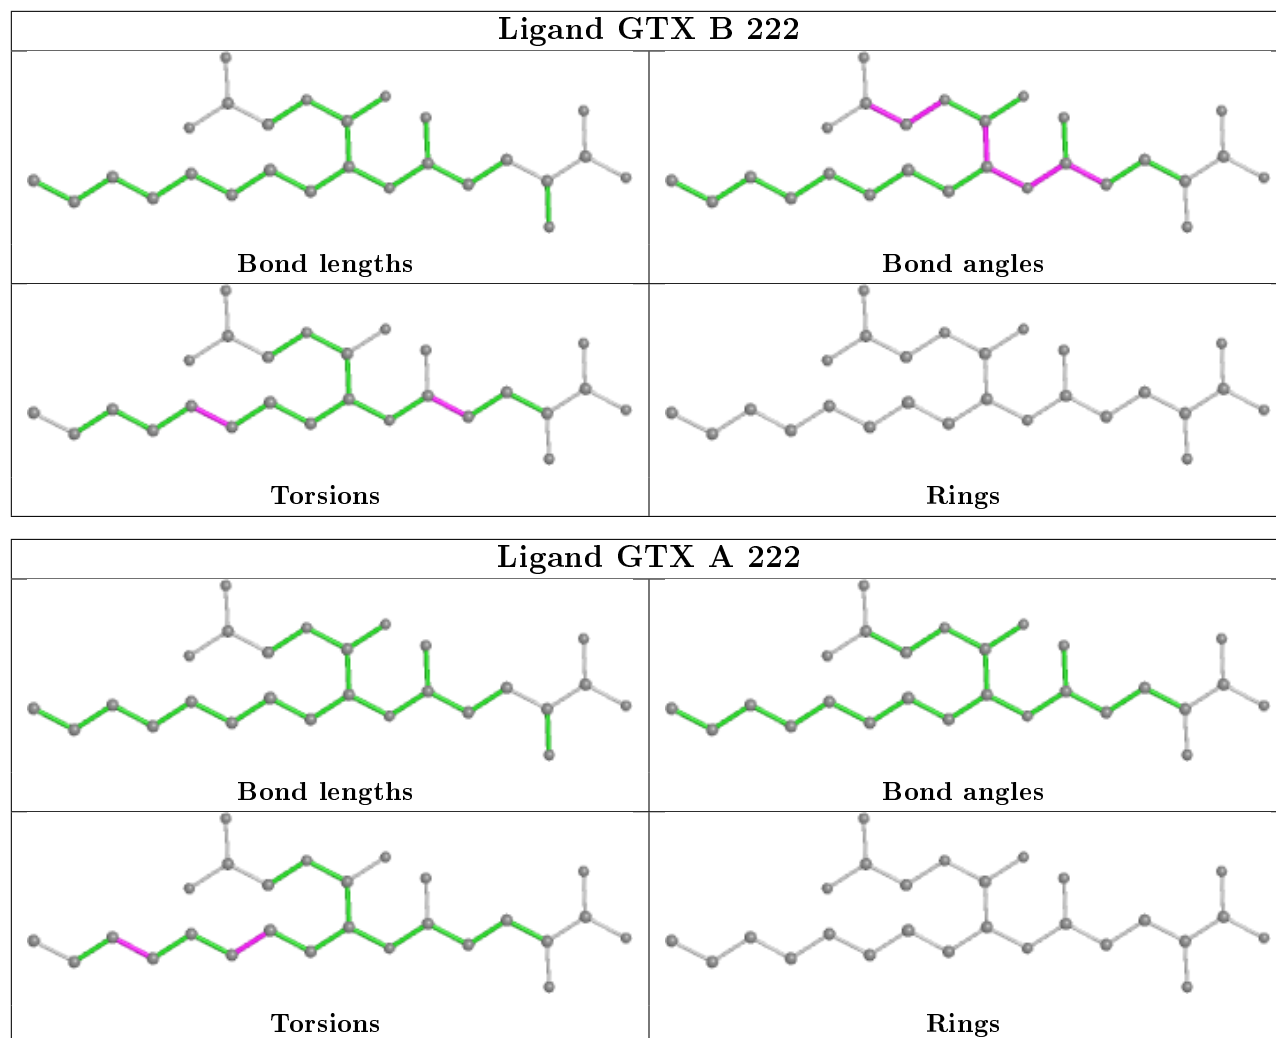 Ligand GTX B 222
Bond lengths
Bond angles
Torsions
Rings
Ligand GTX A 222
Bond lengths
Bond angles
Torsions
Rings